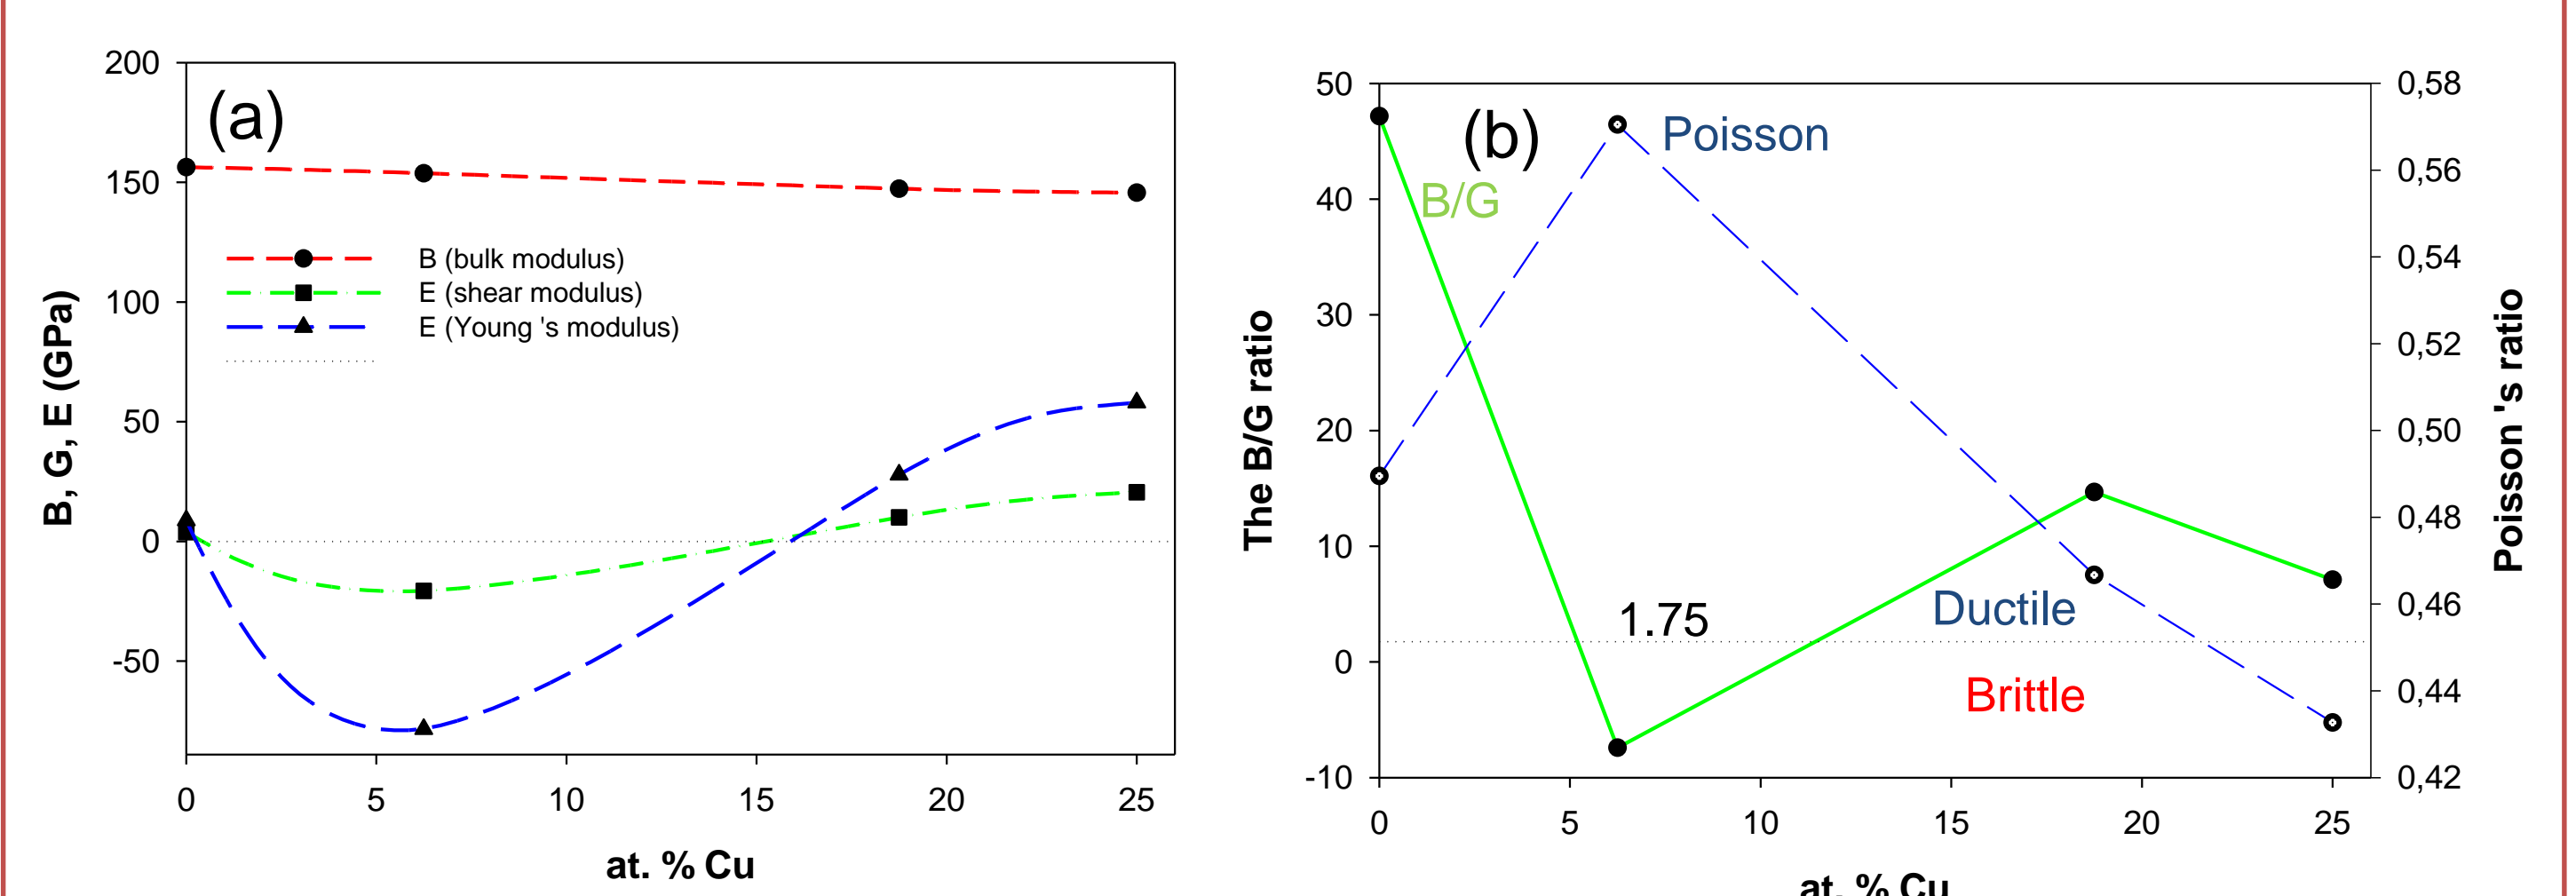 (a)
200
150
100
50
0
-50
B, G, E (GPa)
B (bulk modulus)
E (shear modulus)
E (Young 's modulus)
0 5 10 15 20 25
at. % Cu
(b)
50
40
30
20
10
0
-10
The B/G ratio
Poisson
B/G
1.75
Ductile
Brittle
0,58
0,56
0,54
0,52
0,50
0,48
0,46
0,44
0,42
Poisson 's ratio
0 5 10 15 20 25
at. % Cu